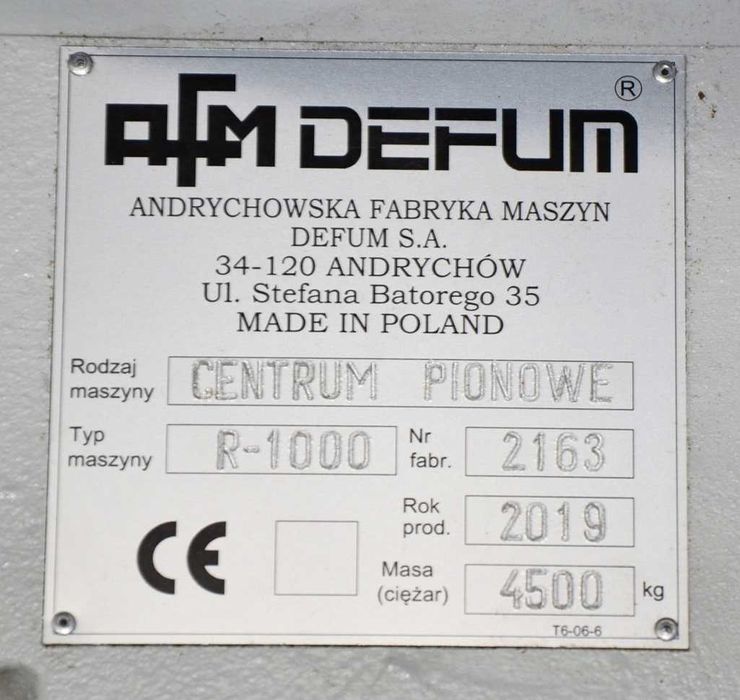 AFM DEFUM ®
ANDRYCHOWSKA FABRYKA MASZYN
DEFUM S.A.
34-120 ANDRYCHÓW
Ul. Stefana Batorego 35
MADE IN POLAND
Rodzaj maszyny CENTRUM PIONOWE
Typ maszyny R-1000 Nr fabr. 2163
CE Rok prod. 2019
Masa (ciężar) 4500 kg
T6-06-6